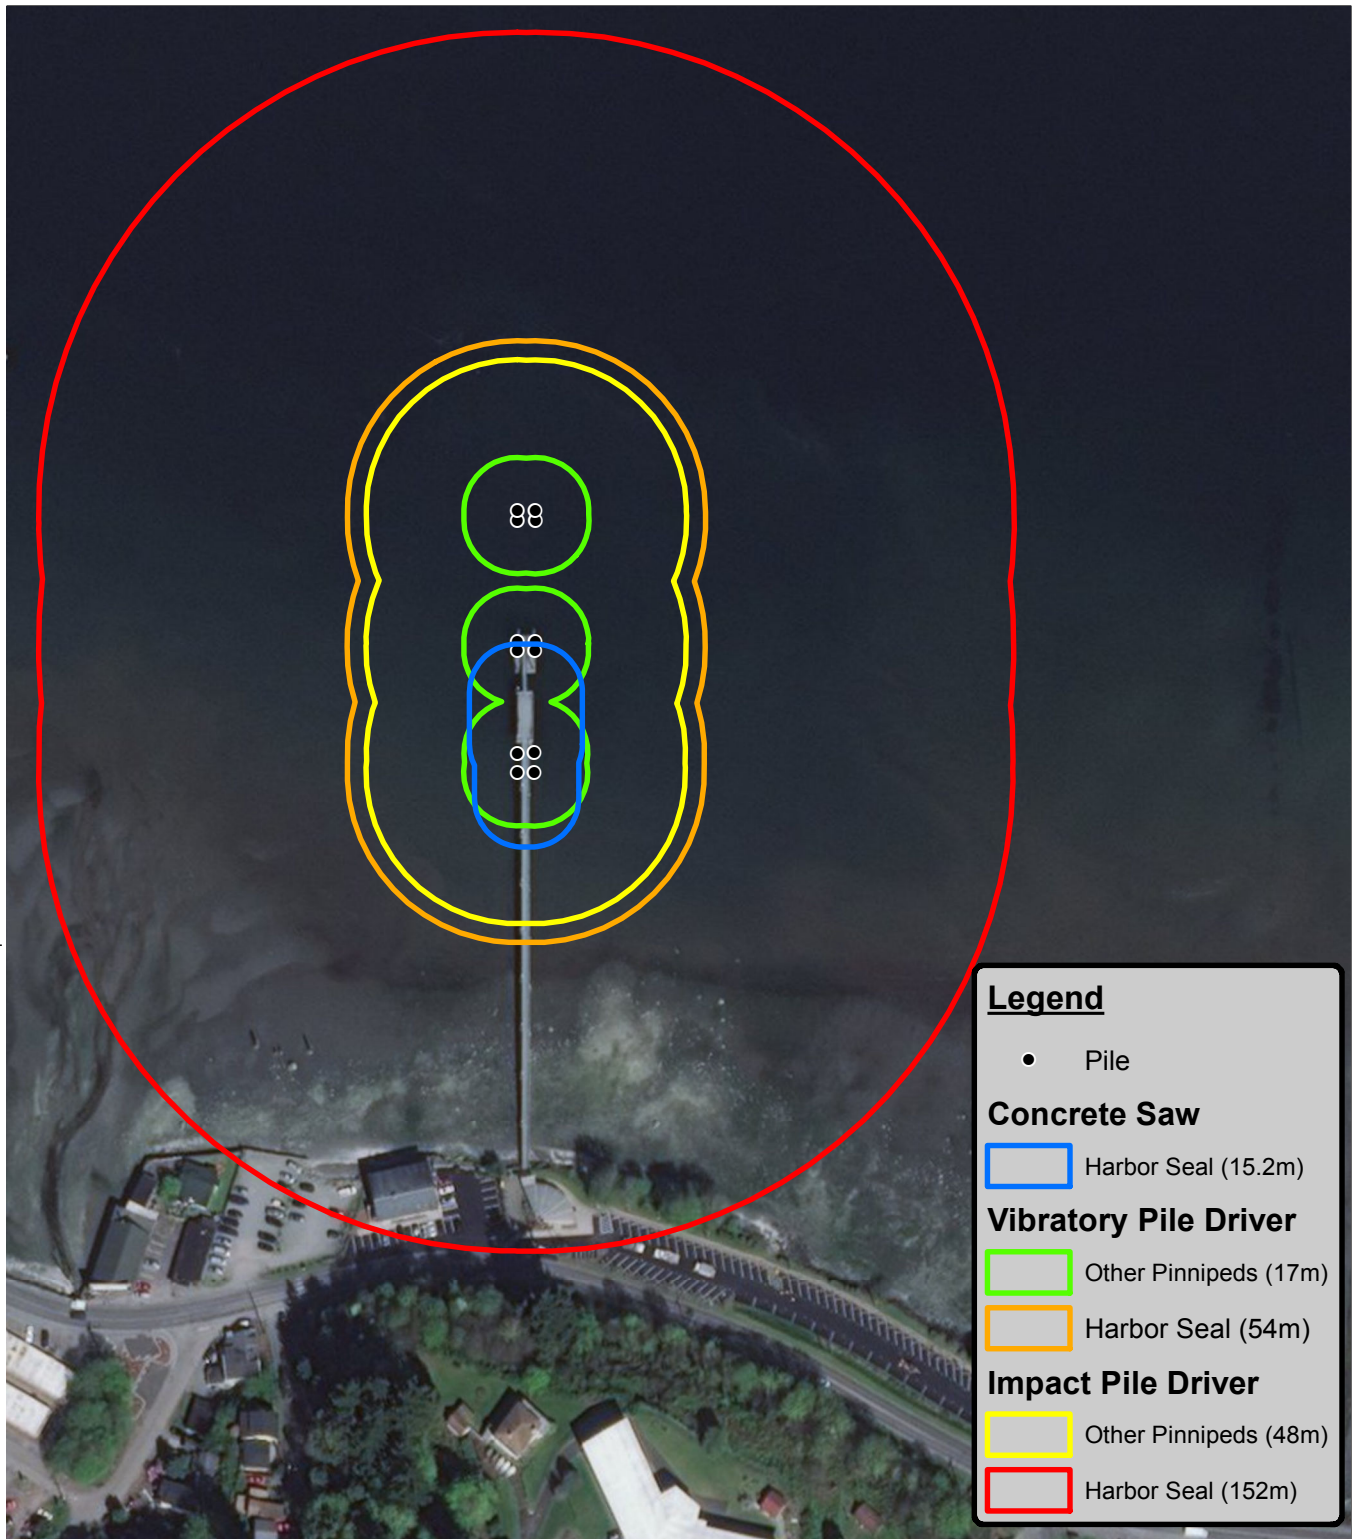 Legend
Pile
Concrete Saw
Harbor Seal (15.2m)
Vibratory Pile Driver
Other Pinnipeds (17m)
Harbor Seal (54m)
Impact Pile Driver
Other Pinnipeds (48m)
Harbor Seal (152m)